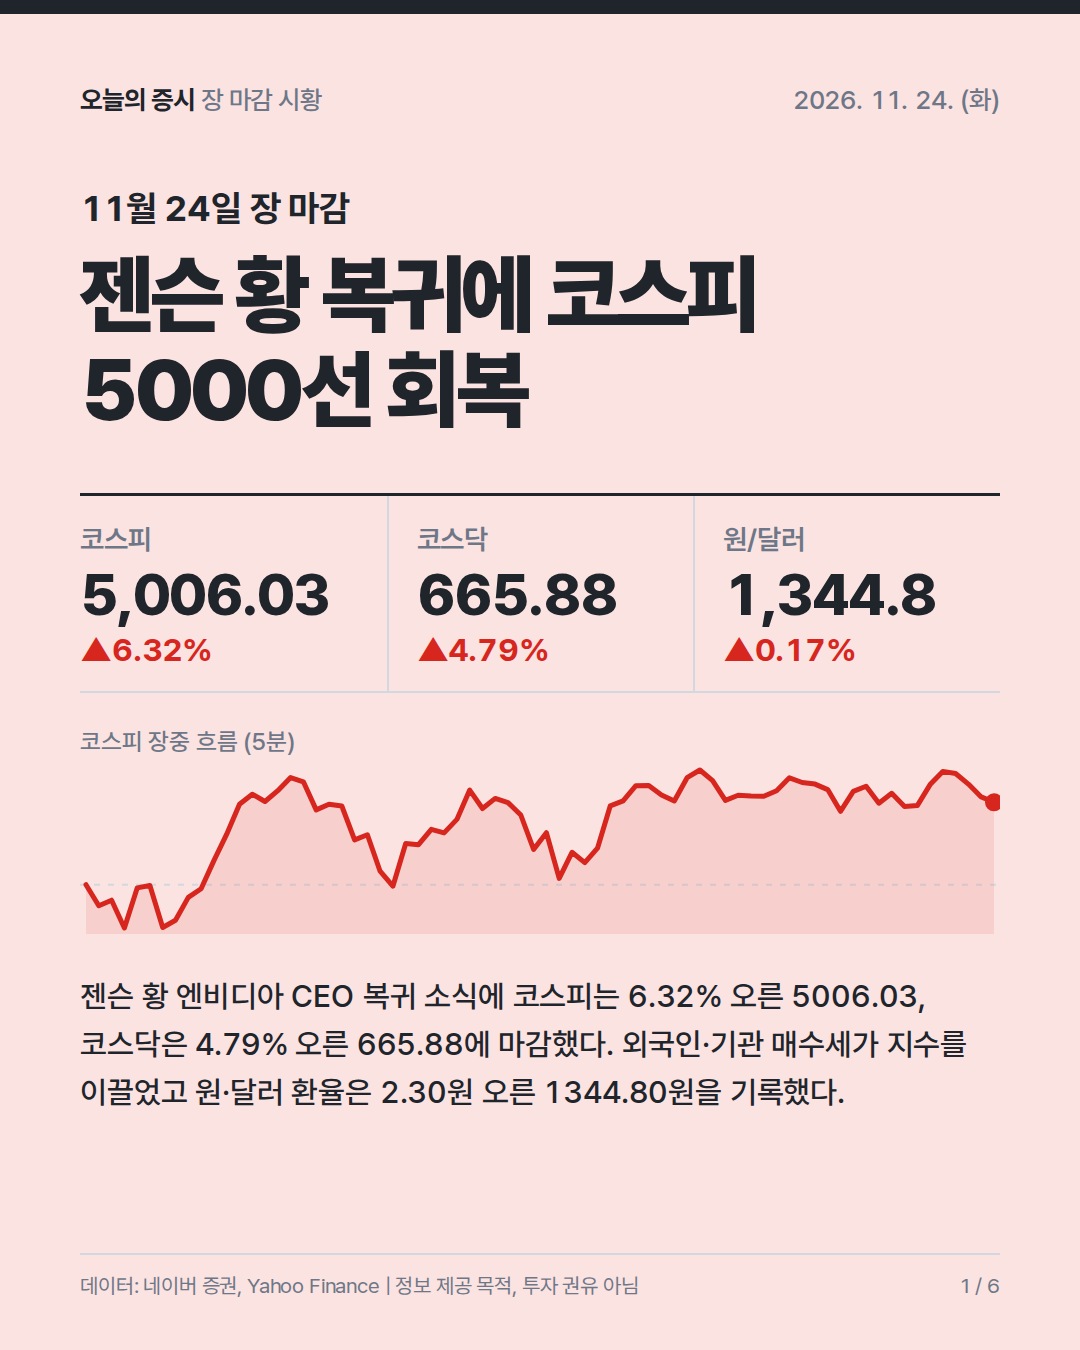 오늘의 증시 장 마감 시황
2026. 11. 24. (화)
11월 24일 장 마감
젠슨 황 복귀에 코스피
5000선 회복
코스피
5,006.03
▲6.32%
코스닥
665.88
▲4.79%
원/달러
1,344.8
▲0.17%
코스피 장중 흐름 (5분)
젠슨 황 엔비디아 CEO 복귀 소식에 코스피는 6.32% 오른 5006.03,
코스닥은 4.79% 오른 665.88에 마감했다. 외국인·기관 매수세가 지수를
이끌었고 원·달러 환율은 2.30원 오른 1344.80원을 기록했다.
데이터: 네이버 증권, Yahoo Finance | 정보 제공 목적, 투자 권유 아님
1 / 6